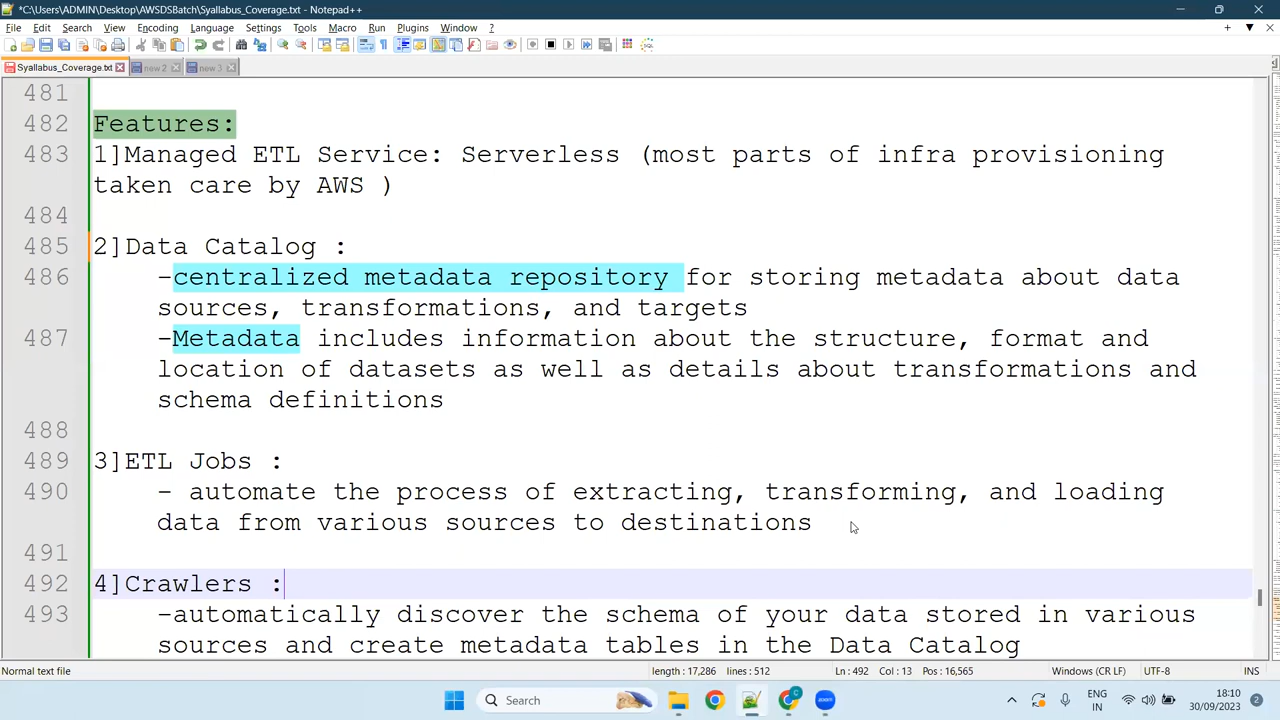 *C:\Users\ADMIN\Desktop\AWSDSBatch\Syallabus_Coverage.txt - Notepad++
File Edit Search View Encoding Language Settings Tools Macro Run Plugins Window ?
Syallabus_Coverage.txt new 2 new 3
481
482 Features:
483 1]Managed ETL Service: Serverless (most parts of infra provisioning
taken care by AWS )
484
485 2]Data Catalog :
486 -centralized metadata repository for storing metadata about data
sources, transformations, and targets
487 -Metadata includes information about the structure, format and
location of datasets as well as details about transformations and
schema definitions
488
489 3]ETL Jobs :
490 - automate the process of extracting, transforming, and loading
data from various sources to destinations
491
492 4]Crawlers :
493 -automatically discover the schema of your data stored in various
sources and create metadata tables in the Data Catalog
Normal text file length : 17,286 lines : 512 Ln : 492 Col : 13 Pos : 16,565 Windows (CR LF) UTF-8 INS
Search ENG IN 18:10 30/09/2023